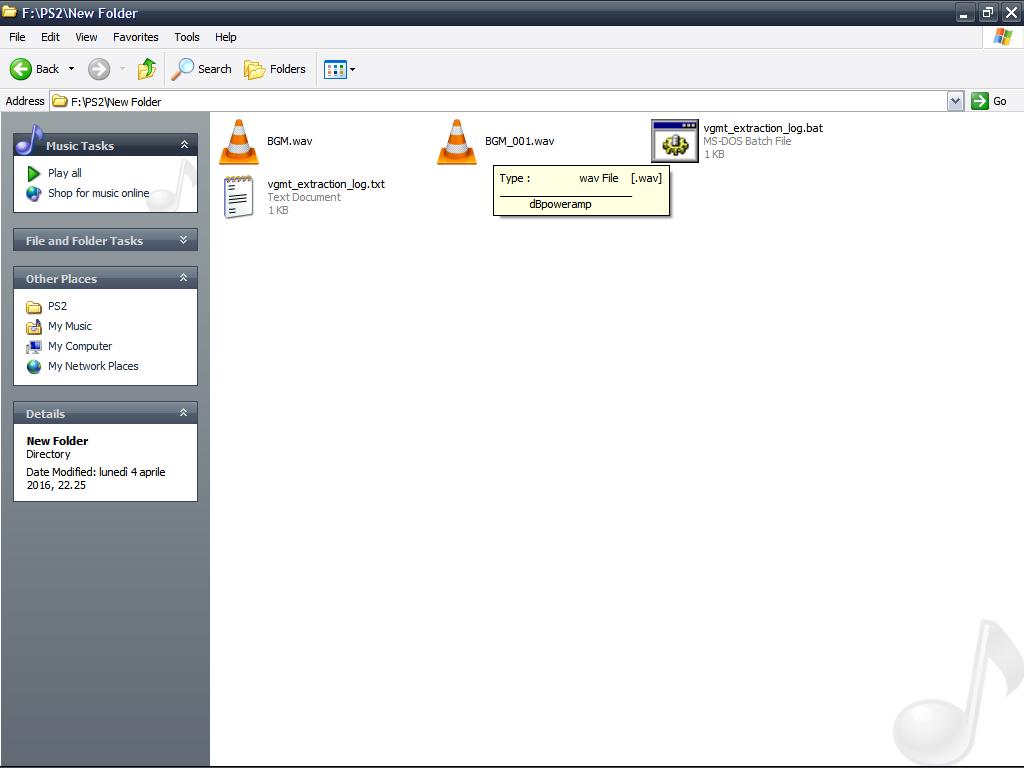 F:\PS2\New Folder
File Edit View Favorites Tools Help
Back Search Folders
Address F:\PS2\New Folder Go
Music Tasks
Play all
Shop for music online
File and Folder Tasks
Other Places
PS2
My Music
My Computer
My Network Places
Details
New Folder
Directory
Date Modified: lunedì 4 aprile
2016, 22.25
BGM.wav
BGM_001.wav
vgmt_extraction_log.bat
MS-DOS Batch File
1 KB
vgmt_extraction_log.txt
Text Document
1 KB
Type : wav File [.wav]
dBpoweramp